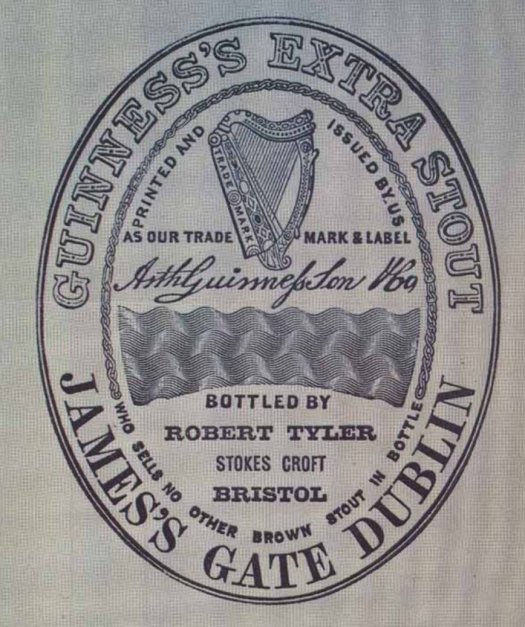 GUINNESS'S EXTRA STOUT
PRINTED AND ISSUED BY US
TRADE MARK
AS OUR TRADE MARK & LABEL
Arth Guinness Son & Co
BOTTLED BY
ROBERT TYLER
STOKES CROFT
BRISTOL
WHO SELLS NO OTHER BROWN STOUT IN BOTTLE
JAMES'S GATE DUBLIN